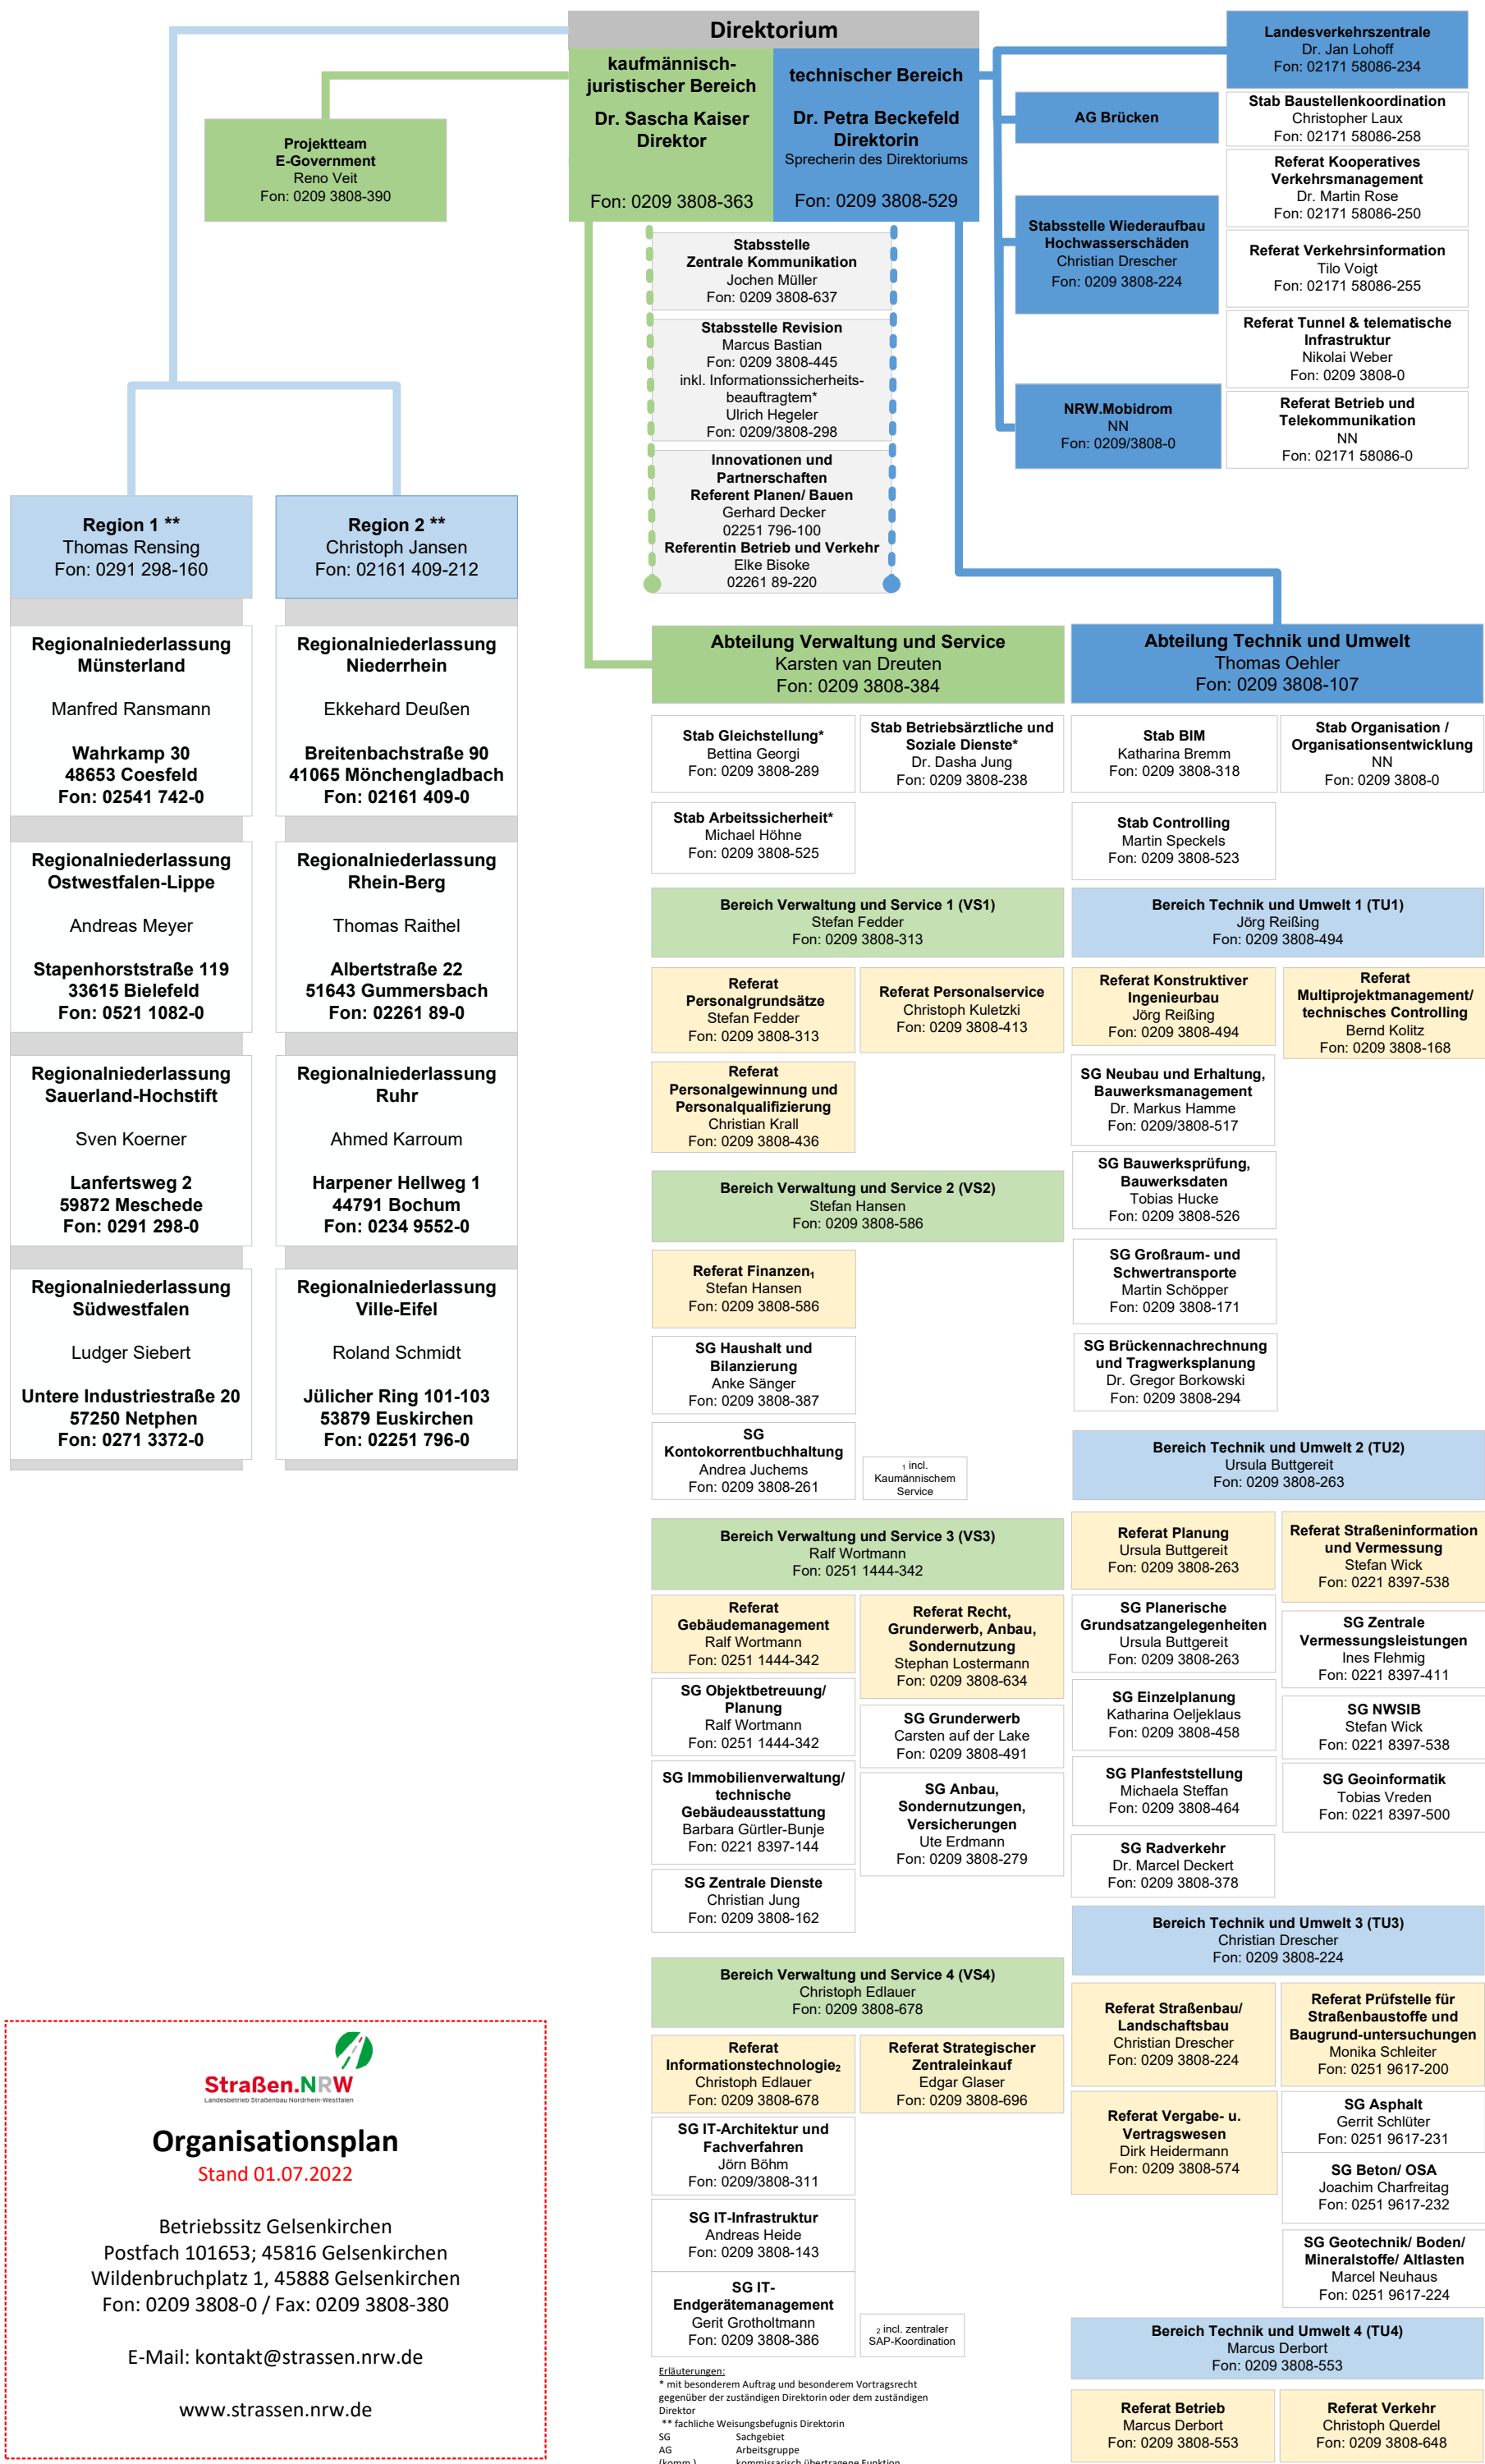 Direktorium
kaufmännisch-
juristischer Bereich
Dr. Sascha Kaiser
Direktor
Fon: 0209 3808-363
technischer Bereich
Dr. Petra Beckefeld
Direktorin
Sprecherin des Direktoriums
Fon: 0209 3808-529
Projektteam
E-Government
Reno Veit
Fon: 0209 3808-390
Landesverkehrszentrale
Dr. Jan Lohoff
Fon: 02171 58086-234
AG Brücken
Stab Baustellenkoordination
Christopher Laux
Fon: 02171 58086-258
Referat Kooperatives
Verkehrsmanagement
Dr. Martin Rose
Fon: 02171 58086-250
Stabsstelle Wiederaufbau
Hochwasserschäden
Christian Drescher
Fon: 0209 3808-224
Referat Verkehrsinformation
Tilo Voigt
Fon: 02171 58086-255
Referat Tunnel & telematische
Infrastruktur
Nikolai Weber
Fon: 0209 3808-0
NRW.Mobidrom
NN
Fon: 0209/3808-0
Referat Betrieb und
Telekommunikation
NN
Fon: 02171 58086-0
Stabsstelle
Zentrale Kommunikation
Jochen Müller
Fon: 0209 3808-637
Stabsstelle Revision
Marcus Bastian
Fon: 0209 3808-445
inkl. Informationssicherheits-
beauftragtem*
Ulrich Hegeler
Fon: 0209/3808-298
Innovationen und
Partnerschaften
Referent Planen/ Bauen
Gerhard Decker
02251 796-100
Referentin Betrieb und Verkehr
Elke Bisoke
02261 89-220
Region 1 **
Thomas Rensing
Fon: 0291 298-160
Regionalniederlassung
Münsterland
Manfred Ransmann
Wahrkamp 30
48653 Coesfeld
Fon: 02541 742-0
Regionalniederlassung
Ostwestfalen-Lippe
Andreas Meyer
Stapenhorststraße 119
33615 Bielefeld
Fon: 0521 1082-0
Regionalniederlassung
Sauerland-Hochstift
Sven Koerner
Lanfertsweg 2
59872 Meschede
Fon: 0291 298-0
Regionalniederlassung
Südwestfalen
Ludger Siebert
Untere Industriestraße 20
57250 Netphen
Fon: 0271 3372-0
Region 2 **
Christoph Jansen
Fon: 02161 409-212
Regionalniederlassung
Niederrhein
Ekkehard Deußen
Breitenbachstraße 90
41065 Mönchengladbach
Fon: 02161 409-0
Regionalniederlassung
Rhein-Berg
Thomas Raithel
Albertstraße 22
51643 Gummersbach
Fon: 02261 89-0
Regionalniederlassung
Ruhr
Ahmed Karroum
Harpener Hellweg 1
44791 Bochum
Fon: 0234 9552-0
Regionalniederlassung
Ville-Eifel
Roland Schmidt
Jülicher Ring 101-103
53879 Euskirchen
Fon: 02251 796-0
Abteilung Verwaltung und Service
Karsten van Dreuten
Fon: 0209 3808-384
Stab Gleichstellung*
Bettina Georgi
Fon: 0209 3808-289
Stab Betriebsärztliche und
Soziale Dienste*
Dr. Dasha Jung
Fon: 0209 3808-238
Stab Arbeitssicherheit*
Michael Höhne
Fon: 0209 3808-525
Bereich Verwaltung und Service 1 (VS1)
Stefan Fedder
Fon: 0209 3808-313
Referat
Personalgrundsätze
Stefan Fedder
Fon: 0209 3808-313
Referat Personalservice
Christoph Kuletzki
Fon: 0209 3808-413
Referat
Personalgewinnung und
Personalqualifizierung
Christian Krall
Fon: 0209 3808-436
Bereich Verwaltung und Service 2 (VS2)
Stefan Hansen
Fon: 0209 3808-586
Referat Finanzen₁
Stefan Hansen
Fon: 0209 3808-586
SG Haushalt und
Bilanzierung
Anke Sänger
Fon: 0209 3808-387
SG
Kontokorrentbuchhaltung
Andrea Juchems
Fon: 0209 3808-261
₁ incl.
Kaumännischem
Service
Bereich Verwaltung und Service 3 (VS3)
Ralf Wortmann
Fon: 0251 1444-342
Referat
Gebäudemanagement
Ralf Wortmann
Fon: 0251 1444-342
SG Objektbetreuung/
Planung
Ralf Wortmann
Fon: 0251 1444-342
SG Immobilienverwaltung/
technische
Gebäudeausstattung
Barbara Gürtler-Bunje
Fon: 0221 8397-144
SG Zentrale Dienste
Christian Jung
Fon: 0209 3808-162
Referat Recht,
Grunderwerb, Anbau,
Sondernutzung
Stephan Lostermann
Fon: 0209 3808-634
SG Grunderwerb
Carsten auf der Lake
Fon: 0209 3808-491
SG Anbau,
Sondernutzungen,
Versicherungen
Ute Erdmann
Fon: 0209 3808-279
Bereich Verwaltung und Service 4 (VS4)
Christoph Edlauer
Fon: 0209 3808-678
Referat
Informationstechnologie₂
Christoph Edlauer
Fon: 0209 3808-678
Referat Strategischer
Zentraleinkauf
Edgar Glaser
Fon: 0209 3808-696
SG IT-Architektur und
Fachverfahren
Jörn Böhm
Fon: 0209/3808-311
SG IT-Infrastruktur
Andreas Heide
Fon: 0209 3808-143
SG IT-
Endgerätemanagement
Gerit Grotholtmann
Fon: 0209 3808-386
₂ incl. zentraler
SAP-Koordination
Abteilung Technik und Umwelt
Thomas Oehler
Fon: 0209 3808-107
Stab BIM
Katharina Bremm
Fon: 0209 3808-318
Stab Organisation /
Organisationsentwicklung
NN
Fon: 0209 3808-0
Stab Controlling
Martin Speckels
Fon: 0209 3808-523
Bereich Technik und Umwelt 1 (TU1)
Jörg Reißing
Fon: 0209 3808-494
Referat Konstruktiver
Ingenieurbau
Jörg Reißing
Fon: 0209 3808-494
Referat
Multiprojektmanagement/
technisches Controlling
Bernd Kolitz
Fon: 0209 3808-168
SG Neubau und Erhaltung,
Bauwerksmanagement
Dr. Markus Hamme
Fon: 0209/3808-517
SG Bauwerksprüfung,
Bauwerksdaten
Tobias Hucke
Fon: 0209 3808-526
SG Großraum- und
Schwertransporte
Martin Schöpper
Fon: 0209 3808-171
SG Brückennachrechnung
und Tragwerksplanung
Dr. Gregor Borkowski
Fon: 0209 3808-294
Bereich Technik und Umwelt 2 (TU2)
Ursula Buttgereit
Fon: 0209 3808-263
Referat Planung
Ursula Buttgereit
Fon: 0209 3808-263
SG Planerische
Grundsatzangelegenheiten
Ursula Buttgereit
Fon: 0209 3808-263
SG Einzelplanung
Katharina Oeljeklaus
Fon: 0209 3808-458
SG Planfeststellung
Michaela Steffan
Fon: 0209 3808-464
SG Radverkehr
Dr. Marcel Deckert
Fon: 0209 3808-378
Referat Straßeninformation
und Vermessung
Stefan Wick
Fon: 0221 8397-538
SG Zentrale
Vermessungsleistungen
Ines Flehmig
Fon: 0221 8397-411
SG NWSIB
Stefan Wick
Fon: 0221 8397-538
SG Geoinformatik
Tobias Vreden
Fon: 0221 8397-500
Bereich Technik und Umwelt 3 (TU3)
Christian Drescher
Fon: 0209 3808-224
Referat Straßenbau/
Landschaftsbau
Christian Drescher
Fon: 0209 3808-224
Referat Vergabe- u.
Vertragswesen
Dirk Heidermann
Fon: 0209 3808-574
Referat Prüfstelle für
Straßenbaustoffe und
Baugrund-untersuchungen
Monika Schleiter
Fon: 0251 9617-200
SG Asphalt
Gerrit Schlüter
Fon: 0251 9617-231
SG Beton/ OSA
Joachim Charfreitag
Fon: 0251 9617-232
SG Geotechnik/ Boden/
Mineralstoffe/ Altlasten
Marcel Neuhaus
Fon: 0251 9617-224
Bereich Technik und Umwelt 4 (TU4)
Marcus Derbort
Fon: 0209 3808-553
Referat Betrieb
Marcus Derbort
Fon: 0209 3808-553
Referat Verkehr
Christoph Querdel
Fon: 0209 3808-648
Straßen.NRW
Landesbetrieb Straßenbau Nordrhein-Westfalen
Organisationsplan
Stand 01.07.2022
Betriebssitz Gelsenkirchen
Postfach 101653; 45816 Gelsenkirchen
Wildenbruchplatz 1, 45888 Gelsenkirchen
Fon: 0209 3808-0 / Fax: 0209 3808-380
E-Mail: kontakt@strassen.nrw.de
www.strassen.nrw.de
Erläuterungen:
* mit besonderem Auftrag und besonderem Vortragsrecht
gegenüber der zuständigen Direktorin oder dem zuständigen
Direktor
** fachliche Weisungsbefugnis Direktorin
SG Sachgebiet
AG Arbeitsgruppe
(komm.) kommissarisch übertragene Funktion